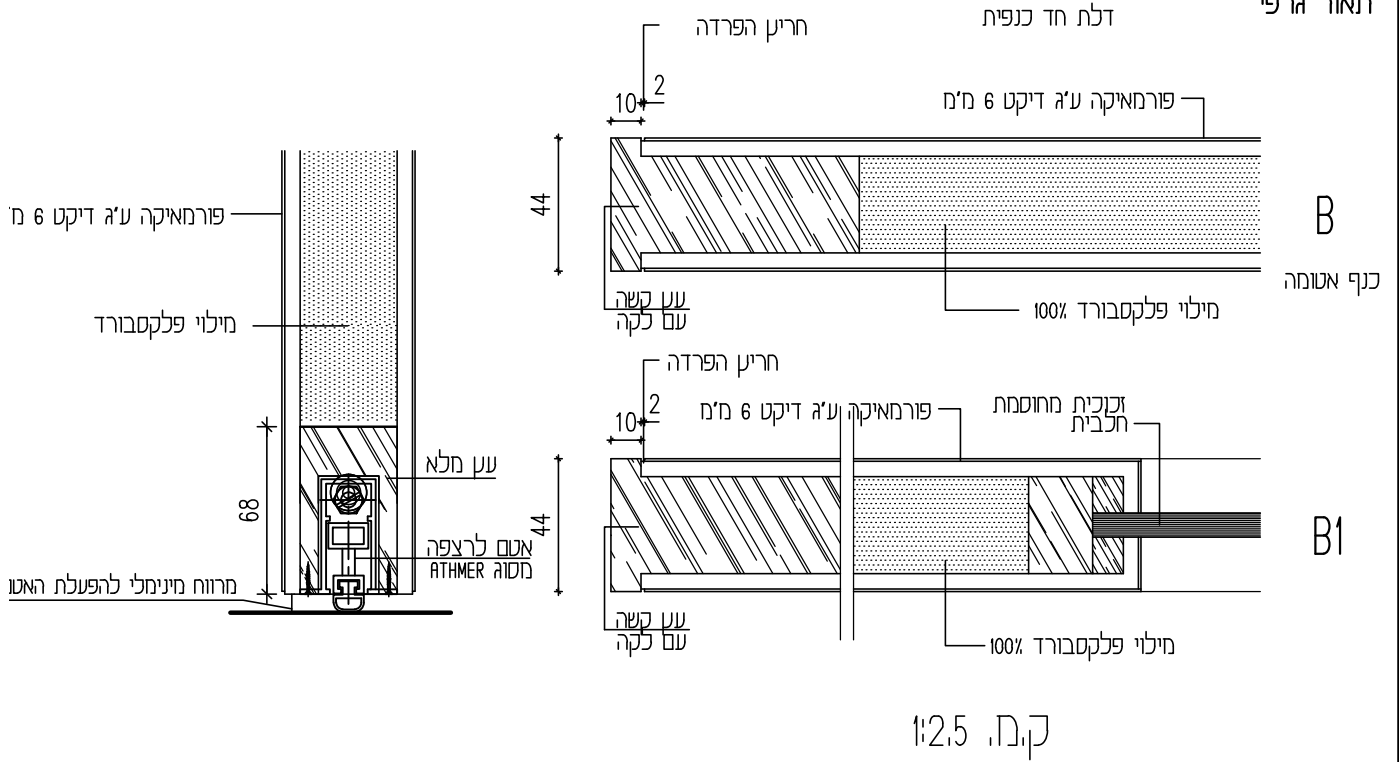 תאור גרפי
דלת חד כנפית
חריץ הפרדה
2
10
פורמאיקה ע"ג דיקט 6 מ"מ
44
B
כנף אטומה
עץ קשה
עם לקה
מילוי פלקסבורד 100%
פורמאיקה ע"ג דיקט 6 מ"
מילוי פלקסבורד
68
עץ מלא
אטם לרצפה
מסוג ATHMER
מרווח מינימלי להפעלת האטם
חריץ הפרדה
2
10
פורמאיקה ע"ג דיקט 6 מ"מ
זכוכית מחוסמת
חלבית
44
B1
עץ קשה
עם לקה
מילוי פלקסבורד 100%
ק.מ. 1:2.5